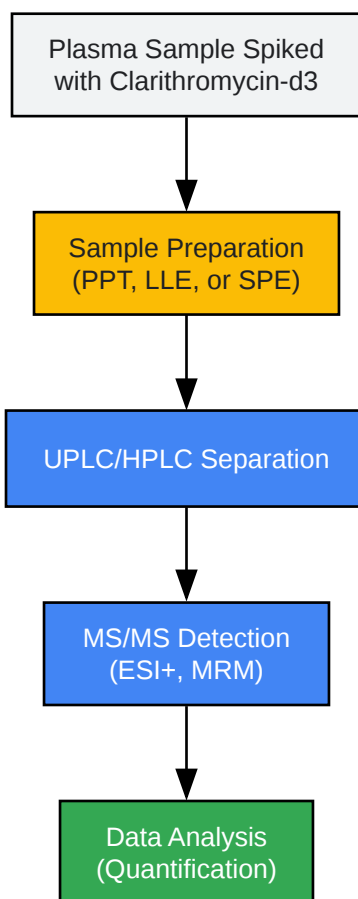 Plasma Sample Spiked
with Clarithromycin-d3
Sample Preparation
(PPT, LLE, or SPE)
UPLC/HPLC Separation
MS/MS Detection
(ESI+, MRM)
Data Analysis
(Quantification)